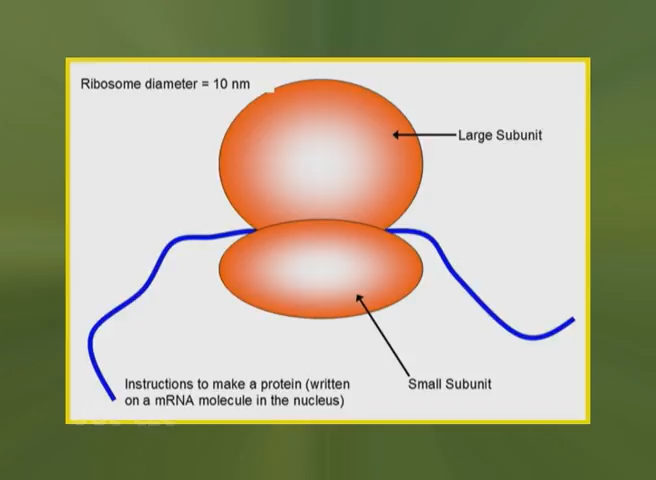 Ribosome diameter = 10 nm
Large Subunit
Instructions to make a protein (written
on a mRNA molecule in the nucleus)
Small Subunit